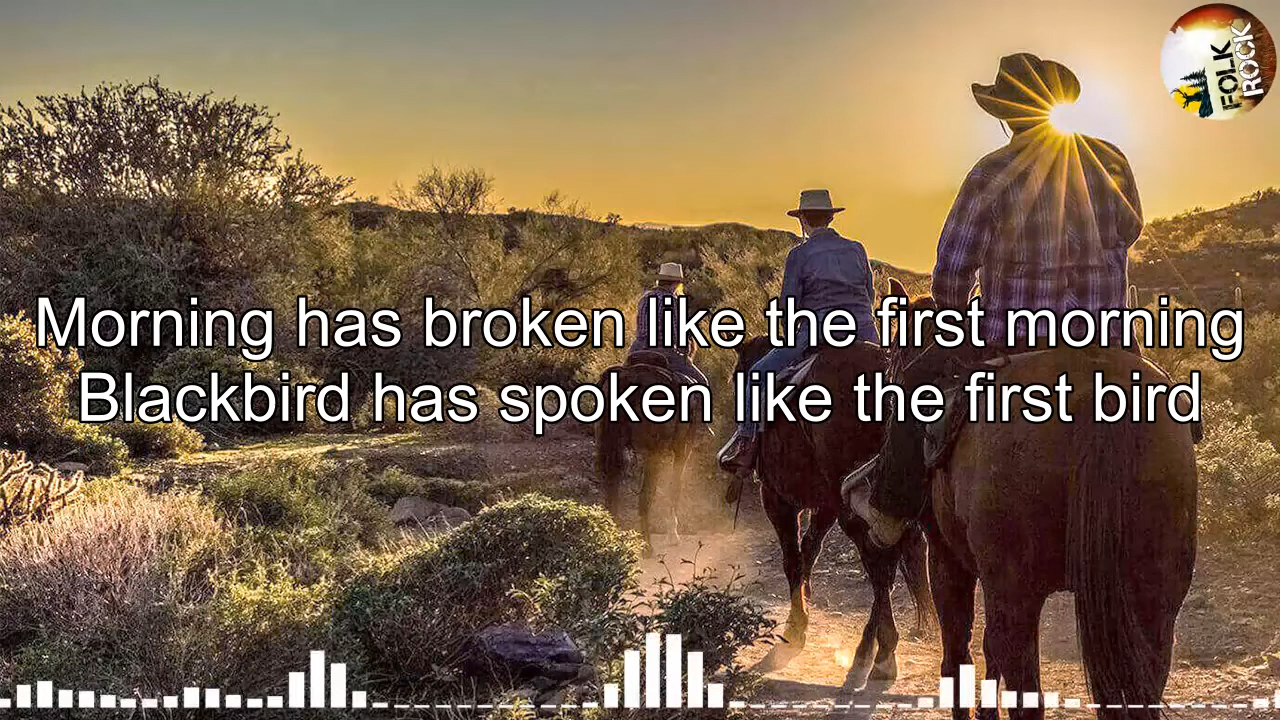 FOLK
ROCK
Morning has broken like the first morning
Blackbird has spoken like the first bird